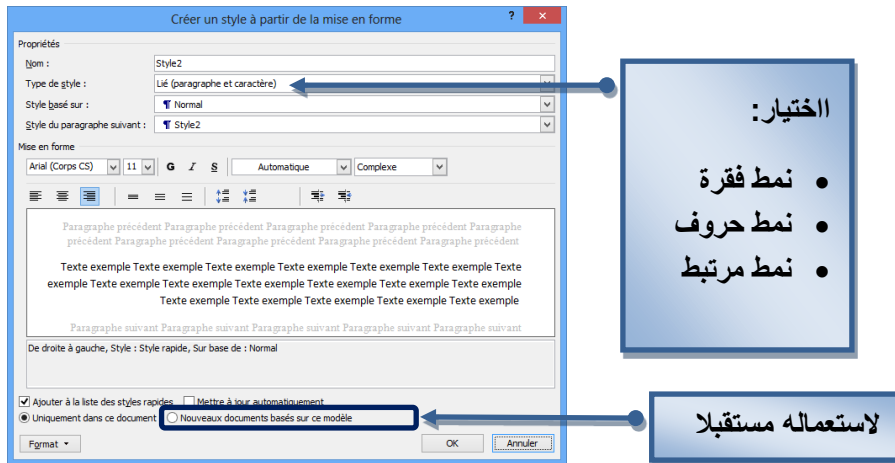 Créer un style à partir de la mise en forme
Propriétés
Nom :
Style2
Type de style :
Lié (paragraphe et caractère)
Style basé sur :
¶ Normal
Style du paragraphe suivant :
¶ Style2
Mise en forme
Arial (Corps CS) 11 G I S Automatique Complexe
Paragraphe précédent Paragraphe précédent Paragraphe précédent Paragraphe précédent Paragraphe
précédent Paragraphe précédent Paragraphe précédent Paragraphe précédent Paragraphe précédent
Texte exemple Texte exemple Texte exemple Texte exemple Texte exemple Texte exemple Texte
exemple Texte exemple Texte exemple Texte exemple Texte exemple Texte exemple Texte exemple
Texte exemple Texte exemple Texte exemple Texte exemple Texte exemple
Paragraphe suivant Paragraphe suivant Paragraphe suivant Paragraphe suivant Paragraphe suivant
De droite à gauche, Style : Style rapide, Sur base de : Normal
Ajouter à la liste des styles rapides Mettre à jour automatiquement
Uniquement dans ce document Nouveaux documents basés sur ce modèle
Format
OK
Annuler
ااختيار:
• نمط فقرة
• نمط حروف
• نمط مرتبط
لاستعماله مستقبلا